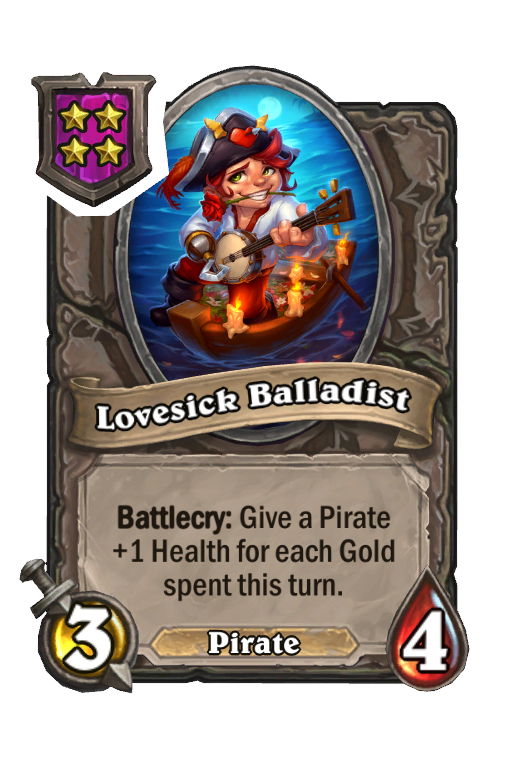 Lovesick Balladist
Battlecry: Give a Pirate
+1 Health for each Gold
spent this turn.
3
Pirate
4